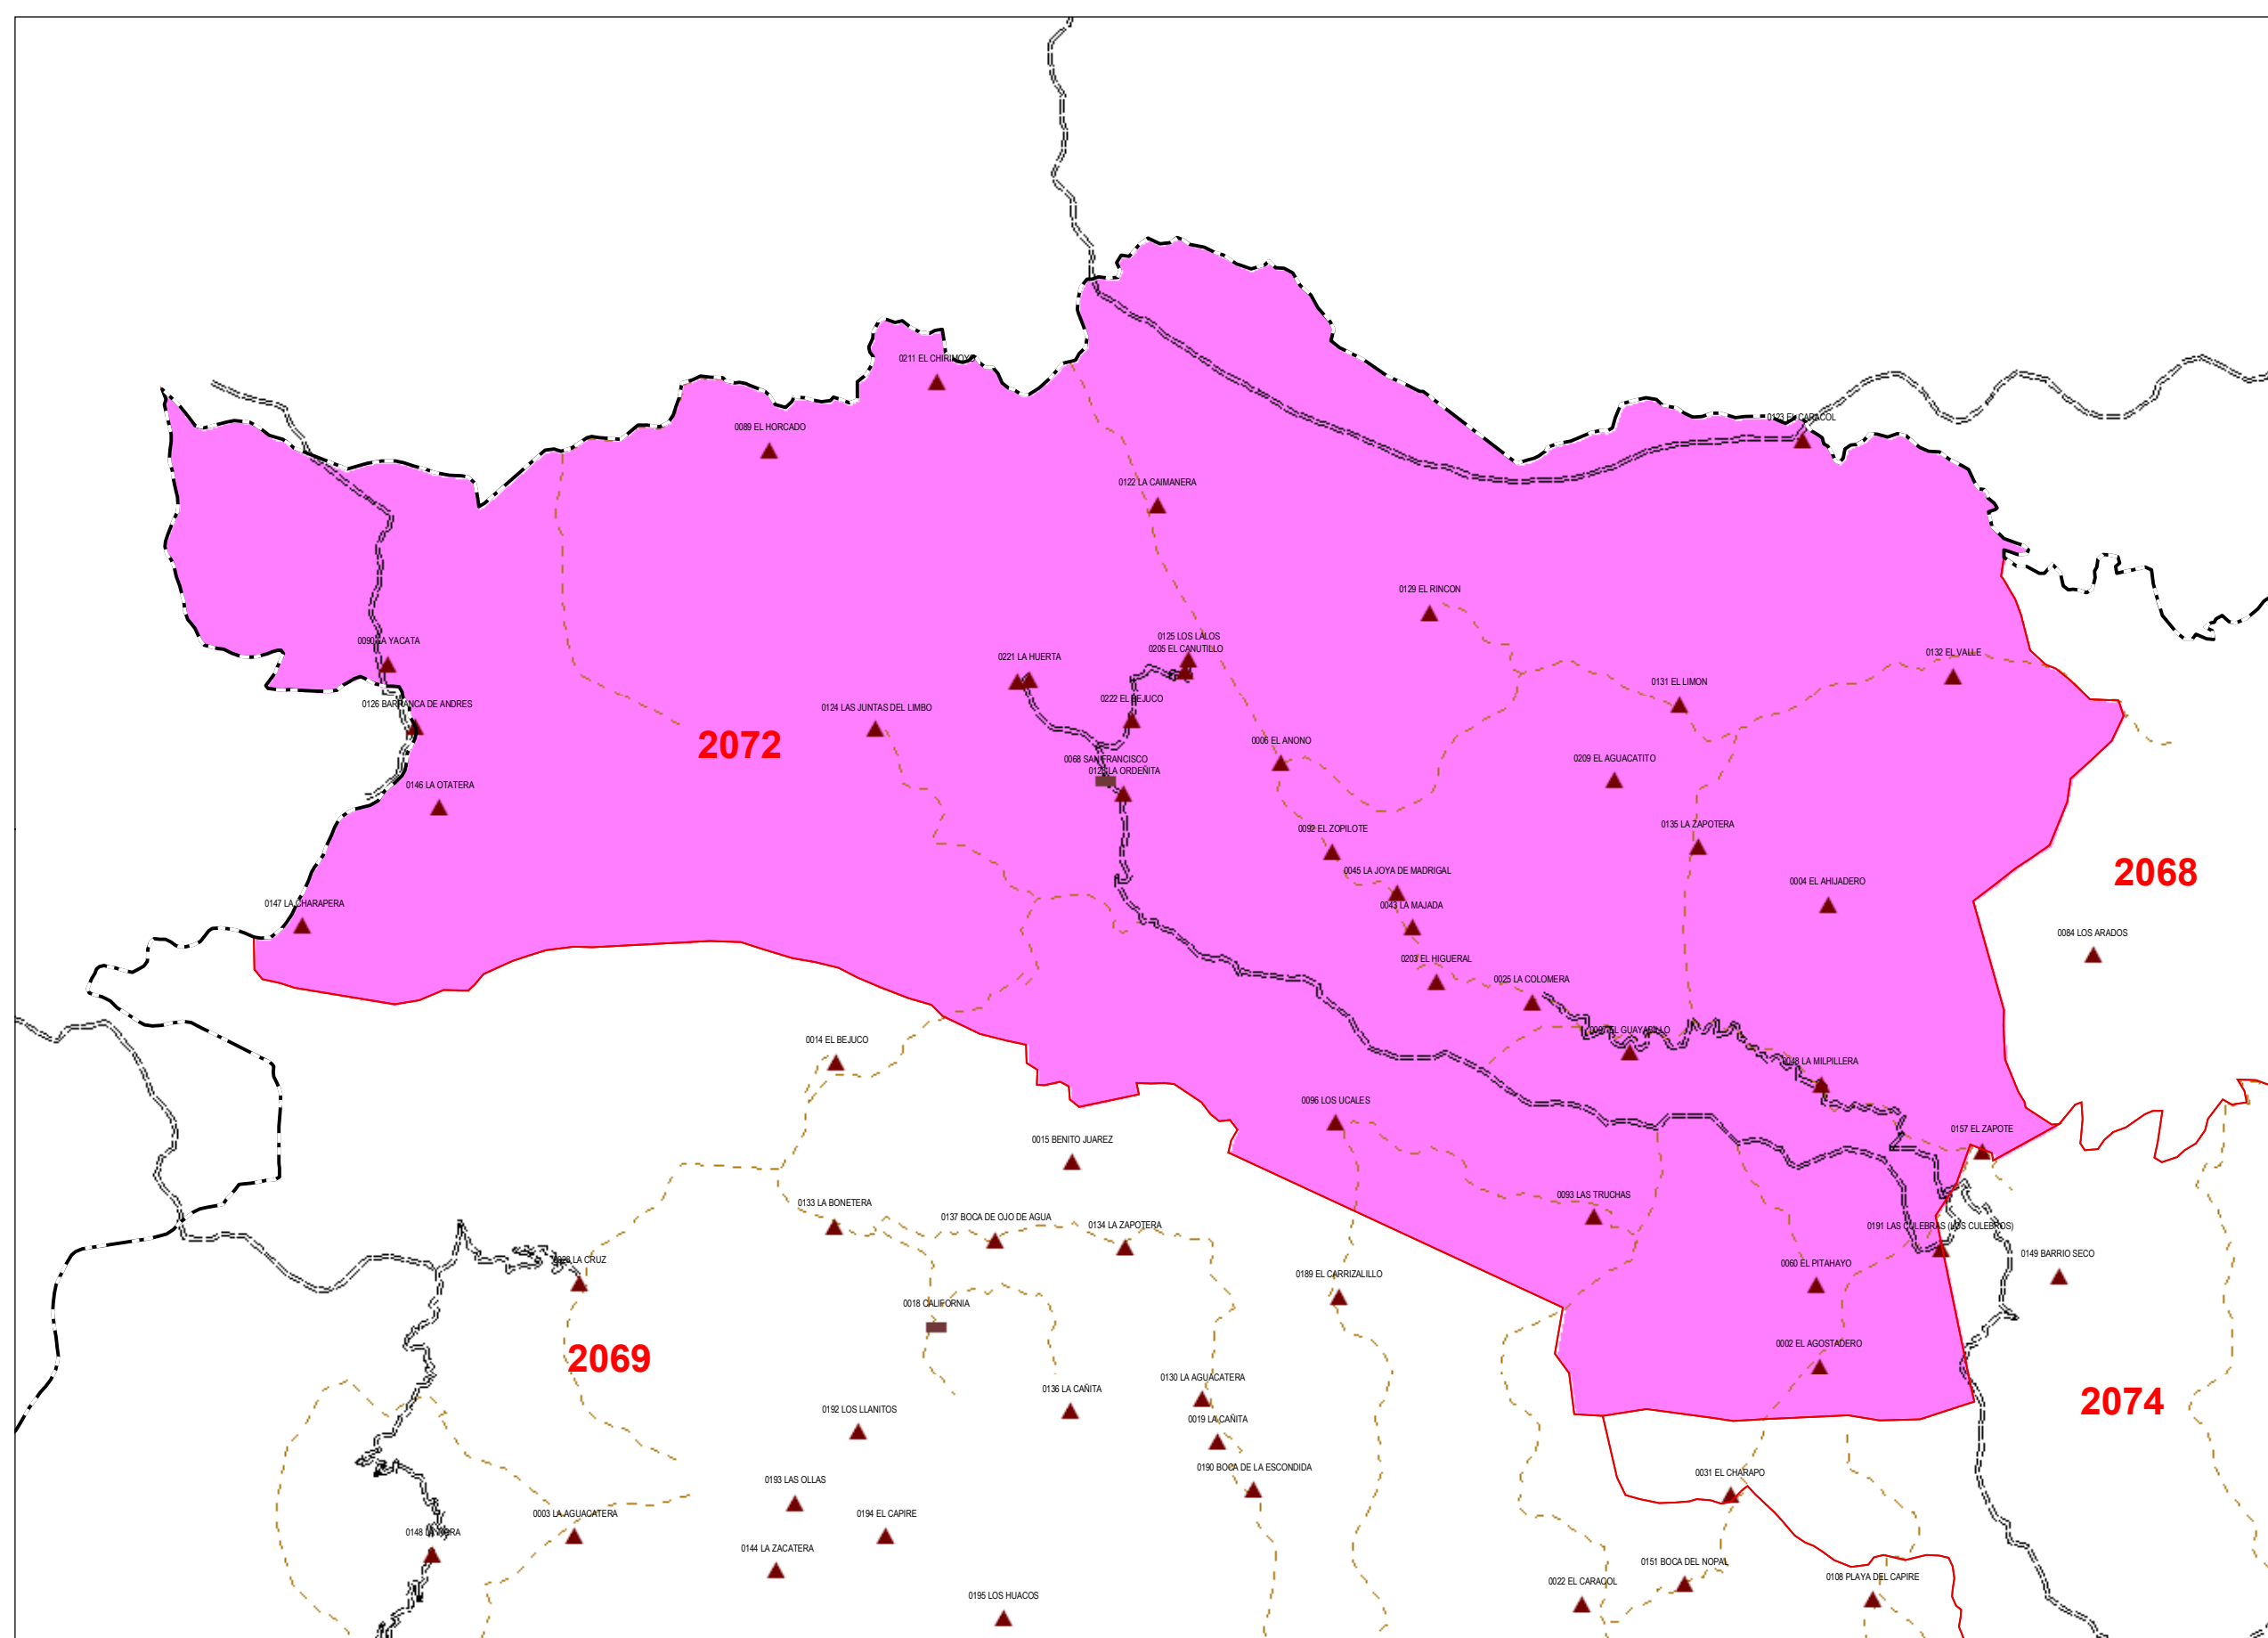 0211 EL CHIRIMOYO
0123 EL CARACOL
0089 EL HORCADO
0122 LA CAIMANERA
0129 EL RINCON
0125 LOS LALOS
0090 LA YACATA
0205 EL CANUTILLO
0132 EL VALLE
0221 LA HUERTA
0131 EL LIMON
0222 EL BEJUCO
0126 BARRANCA DE ANDRES
0124 LAS JUNTAS DEL LIMBO
2072
0006 EL ANONO
0209 EL AGUACATITO
0068 SAN FRANCISCO
LA ORDEÑITA
0146 LA OTATERA
0092 EL ZOPILOTE
0135 LA ZAPOTERA
0045 LA JOYA DE MADRIGAL
2068
0004 EL AHIJADERO
0147 LA CHARAPERA
0043 LA MAJADA
0084 LOS ARADOS
0203 EL HIGUERAL
0025 LA COLOMERA
EL GUAYABILLO
0014 EL BEJUCO
0048 LA MILPILLERA
0096 LOS UCALES
0157 EL ZAPOTE
0015 BENITO JUAREZ
0133 LA BONETERA
0093 LAS TRUCHAS
0137 BOCA DE OJO DE AGUA
0134 LA ZAPOTERA
0191 LAS CULEBRAS (LOS CULEBROS)
0149 BARRIO SECO
LA CRUZ
0189 EL CARRIZALILLO
0060 EL PITAHAYO
0018 CALIFORNIA
0002 EL AGOSTADERO
2069
0130 LA AGUACATERA
0136 LA CAÑITA
2074
0192 LOS LLANITOS
0019 LA CAÑITA
0190 BOCA DE LA ESCONDIDA
0031 EL CHARAPO
0193 LAS OLLAS
0003 LA AGUACATERA
0194 EL CAPIRE
0148
0144 LA ZACATERA
0151 BOCA DEL NOPAL
0022 EL CARACOL
0108 PLAYA DEL CAPIRE
0195 LOS HUACOS